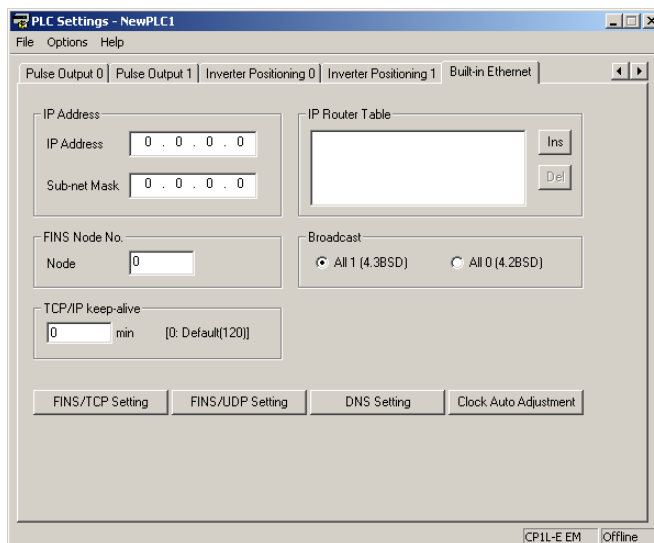 PLC Settings - NewPLC1
File Options Help
Pulse Output 0 Pulse Output 1 Inverter Positioning 0 Inverter Positioning 1 Built-in Ethernet
IP Address
IP Address 0 . 0 . 0 . 0
Sub-net Mask 0 . 0 . 0 . 0
IP Router Table
Ins
Del
FINS Node No.
Node 0
Broadcast
All 1 (4.3BSD) All 0 (4.2BSD)
TCP/IP keep-alive
0 min [0: Default(120)]
FINS/TCP Setting FINS/UDP Setting DNS Setting Clock Auto Adjustment
CP1L-E EM Offline